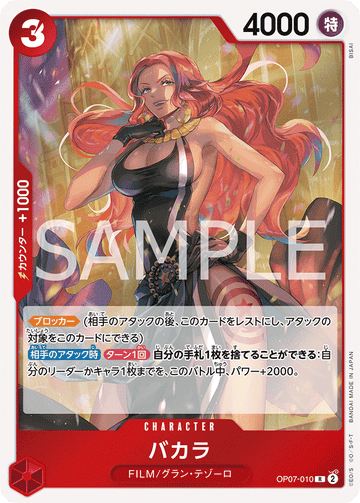 3
4000
特
BISAI
カウンター +1000
SAMPLE
ブロッカー (相手のアタックの後、このカードをレストにし、アタックの
対象をこのカードにできる)
相手のアタック時 ターン1回 自分の手札1枚を捨てることができる:自
分のリーダーかキャラ1枚までを、このバトル中、パワー+2000。
CHARACTER
バカラ
FILM/グラン・テゾーロ
OP07-010 R 2
©E.O/S. ©O./S.・F.・T
BANDAI MADE IN JAPAN